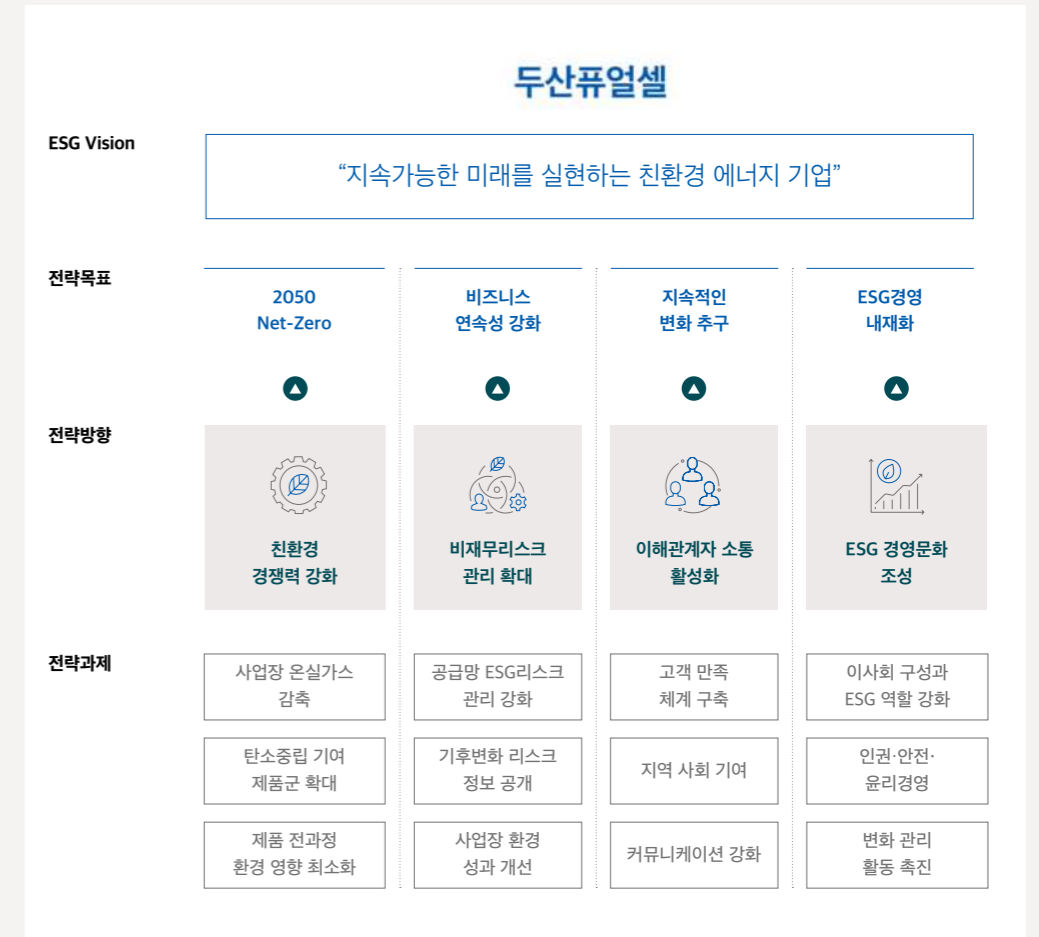 두산퓨얼셀
ESG Vision
“지속가능한 미래를 실현하는 친환경 에너지 기업”
전략목표
2050
Net-Zero
비즈니스
연속성 강화
지속적인
변화 추구
ESG경영
내재화
전략방향
친환경
경쟁력 강화
비재무리스크
관리 확대
이해관계자 소통
활성화
ESG 경영문화
조성
전략과제
사업장 온실가스
감축
공급망 ESG리스크
관리 강화
고객 만족
체계 구축
이사회 구성과
ESG 역할 강화
탄소중립 기여
제품군 확대
기후변화 리스크
정보 공개
지역 사회 기여
인권·안전·
윤리경영
제품 전과정
환경 영향 최소화
사업장 환경
성과 개선
커뮤니케이션 강화
변화 관리
활동 촉진